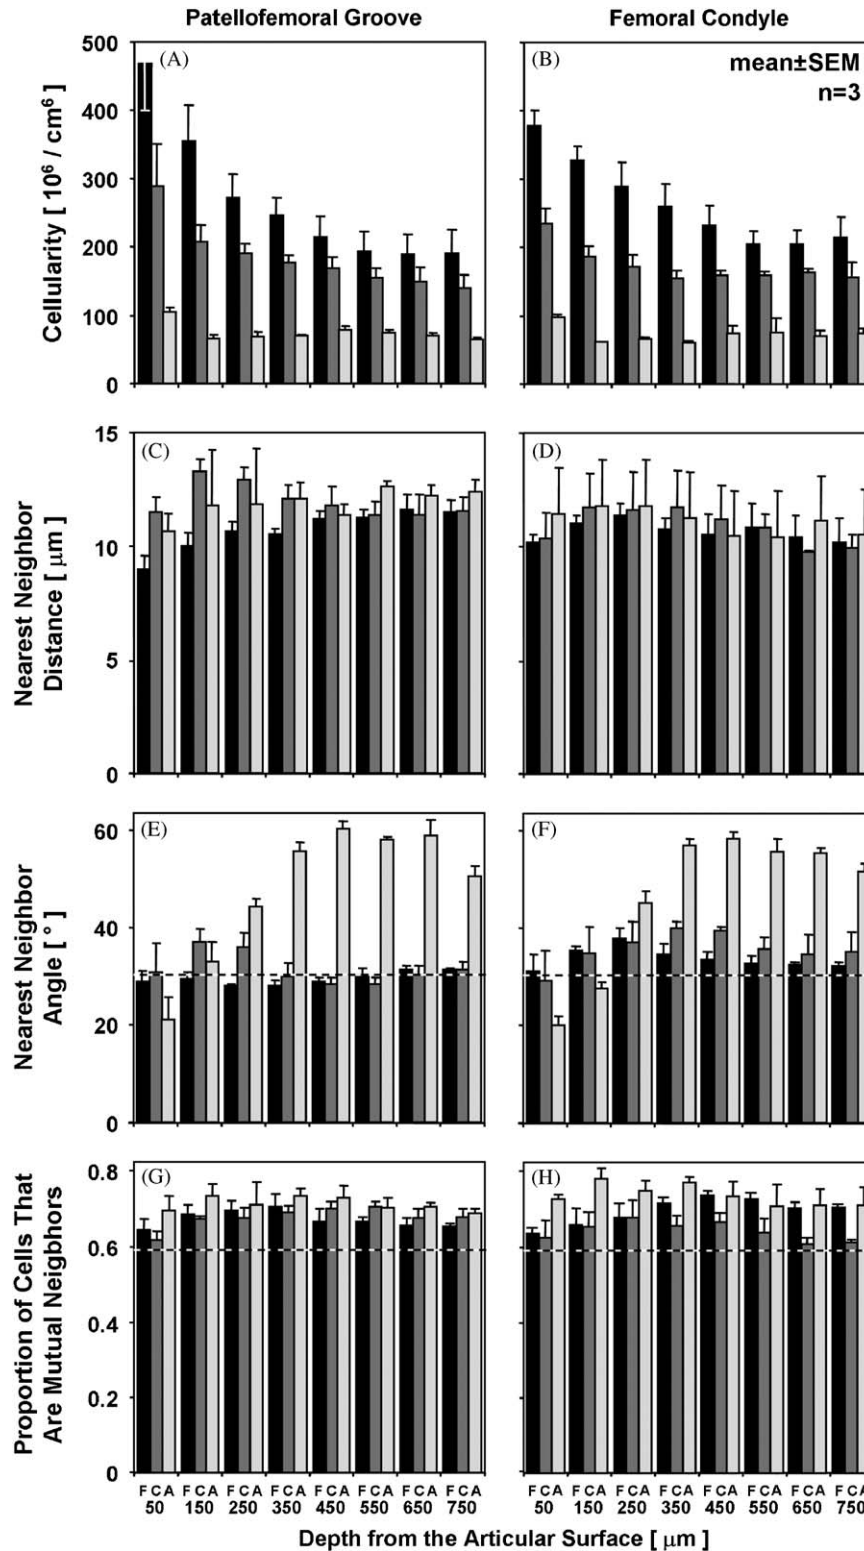 Patellofemoral Groove
Femoral Condyle
(A)
(B)
mean±SEM
n=3
Cellularity [ 10⁶ / cm⁶ ]
500
400
300
200
100
0
(C)
(D)
Nearest Neighbor
Distance [ µm ]
15
10
5
0
(E)
(F)
Nearest Neighbor
Angle [ ° ]
60
40
20
0
(G)
(H)
Proportion of Cells That
Are Mutual Neigbhors
0.8
0.6
0.4
0.2
0
F C A F C A F C A F C A F C A F C A F C A F C A
50 150 250 350 450 550 650 750
F C A F C A F C A F C A F C A F C A F C A F C A
50 150 250 350 450 550 650 750
Depth from the Articular Surface [ µm ]